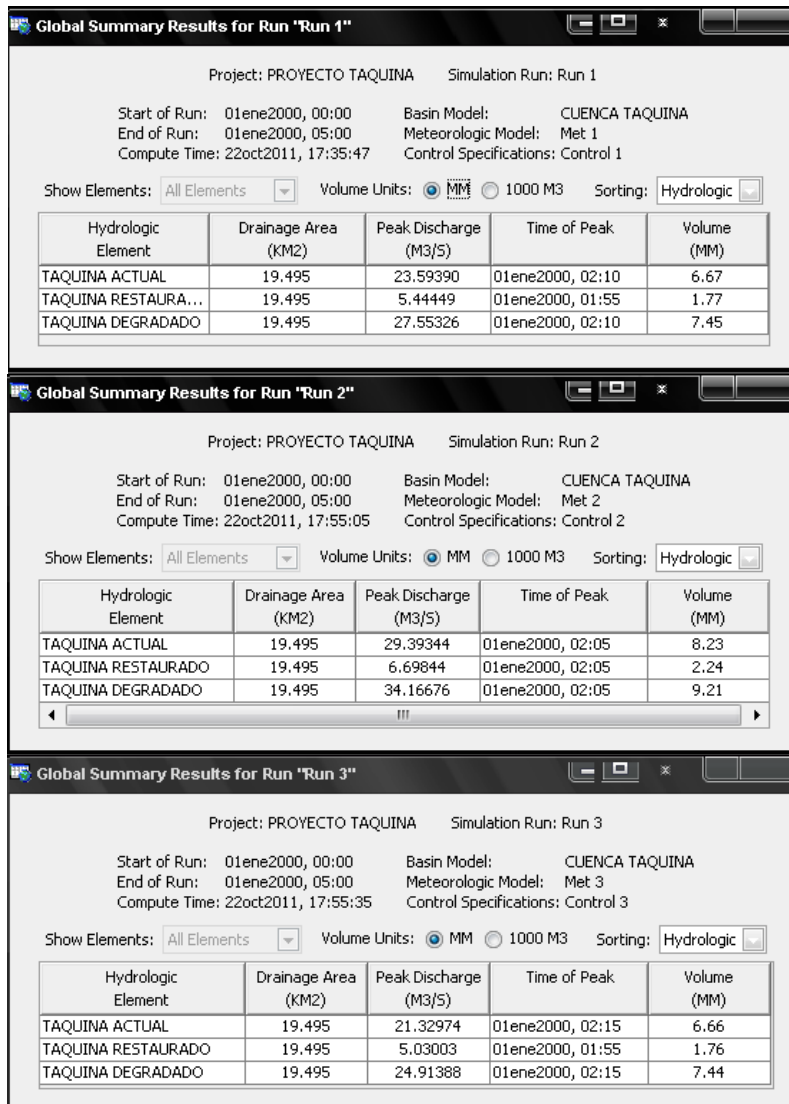 Global Summary Results for Run "Run 1"
Project: PROYECTO TAQUINA Simulation Run: Run 1
Start of Run: 01ene2000, 00:00 Basin Model: CUENCA TAQUINA
End of Run: 01ene2000, 05:00 Meteorologic Model: Met 1
Compute Time: 22oct2011, 17:35:47 Control Specifications: Control 1
Show Elements: All Elements Volume Units: MM 1000 M3 Sorting: Hydrologic
Hydrologic Drainage Area Peak Discharge Time of Peak Volume
Element (KM2) (M3/S) (MM)
TAQUINA ACTUAL 19.495 23.59390 01ene2000, 02:10 6.67
TAQUINA RESTAURA... 19.495 5.44449 01ene2000, 01:55 1.77
TAQUINA DEGRADADO 19.495 27.55326 01ene2000, 02:10 7.45
Global Summary Results for Run "Run 2"
Project: PROYECTO TAQUINA Simulation Run: Run 2
Start of Run: 01ene2000, 00:00 Basin Model: CUENCA TAQUINA
End of Run: 01ene2000, 05:00 Meteorologic Model: Met 2
Compute Time: 22oct2011, 17:55:05 Control Specifications: Control 2
Show Elements: All Elements Volume Units: MM 1000 M3 Sorting: Hydrologic
Hydrologic Drainage Area Peak Discharge Time of Peak Volume
Element (KM2) (M3/S) (MM)
TAQUINA ACTUAL 19.495 29.39344 01ene2000, 02:05 8.23
TAQUINA RESTAURADO 19.495 6.69844 01ene2000, 02:05 2.24
TAQUINA DEGRADADO 19.495 34.16676 01ene2000, 02:05 9.21
Global Summary Results for Run "Run 3"
Project: PROYECTO TAQUINA Simulation Run: Run 3
Start of Run: 01ene2000, 00:00 Basin Model: CUENCA TAQUINA
End of Run: 01ene2000, 05:00 Meteorologic Model: Met 3
Compute Time: 22oct2011, 17:55:35 Control Specifications: Control 3
Show Elements: All Elements Volume Units: MM 1000 M3 Sorting: Hydrologic
Hydrologic Drainage Area Peak Discharge Time of Peak Volume
Element (KM2) (M3/S) (MM)
TAQUINA ACTUAL 19.495 21.32974 01ene2000, 02:15 6.66
TAQUINA RESTAURADO 19.495 5.03003 01ene2000, 01:55 1.76
TAQUINA DEGRADADO 19.495 24.91388 01ene2000, 02:15 7.44